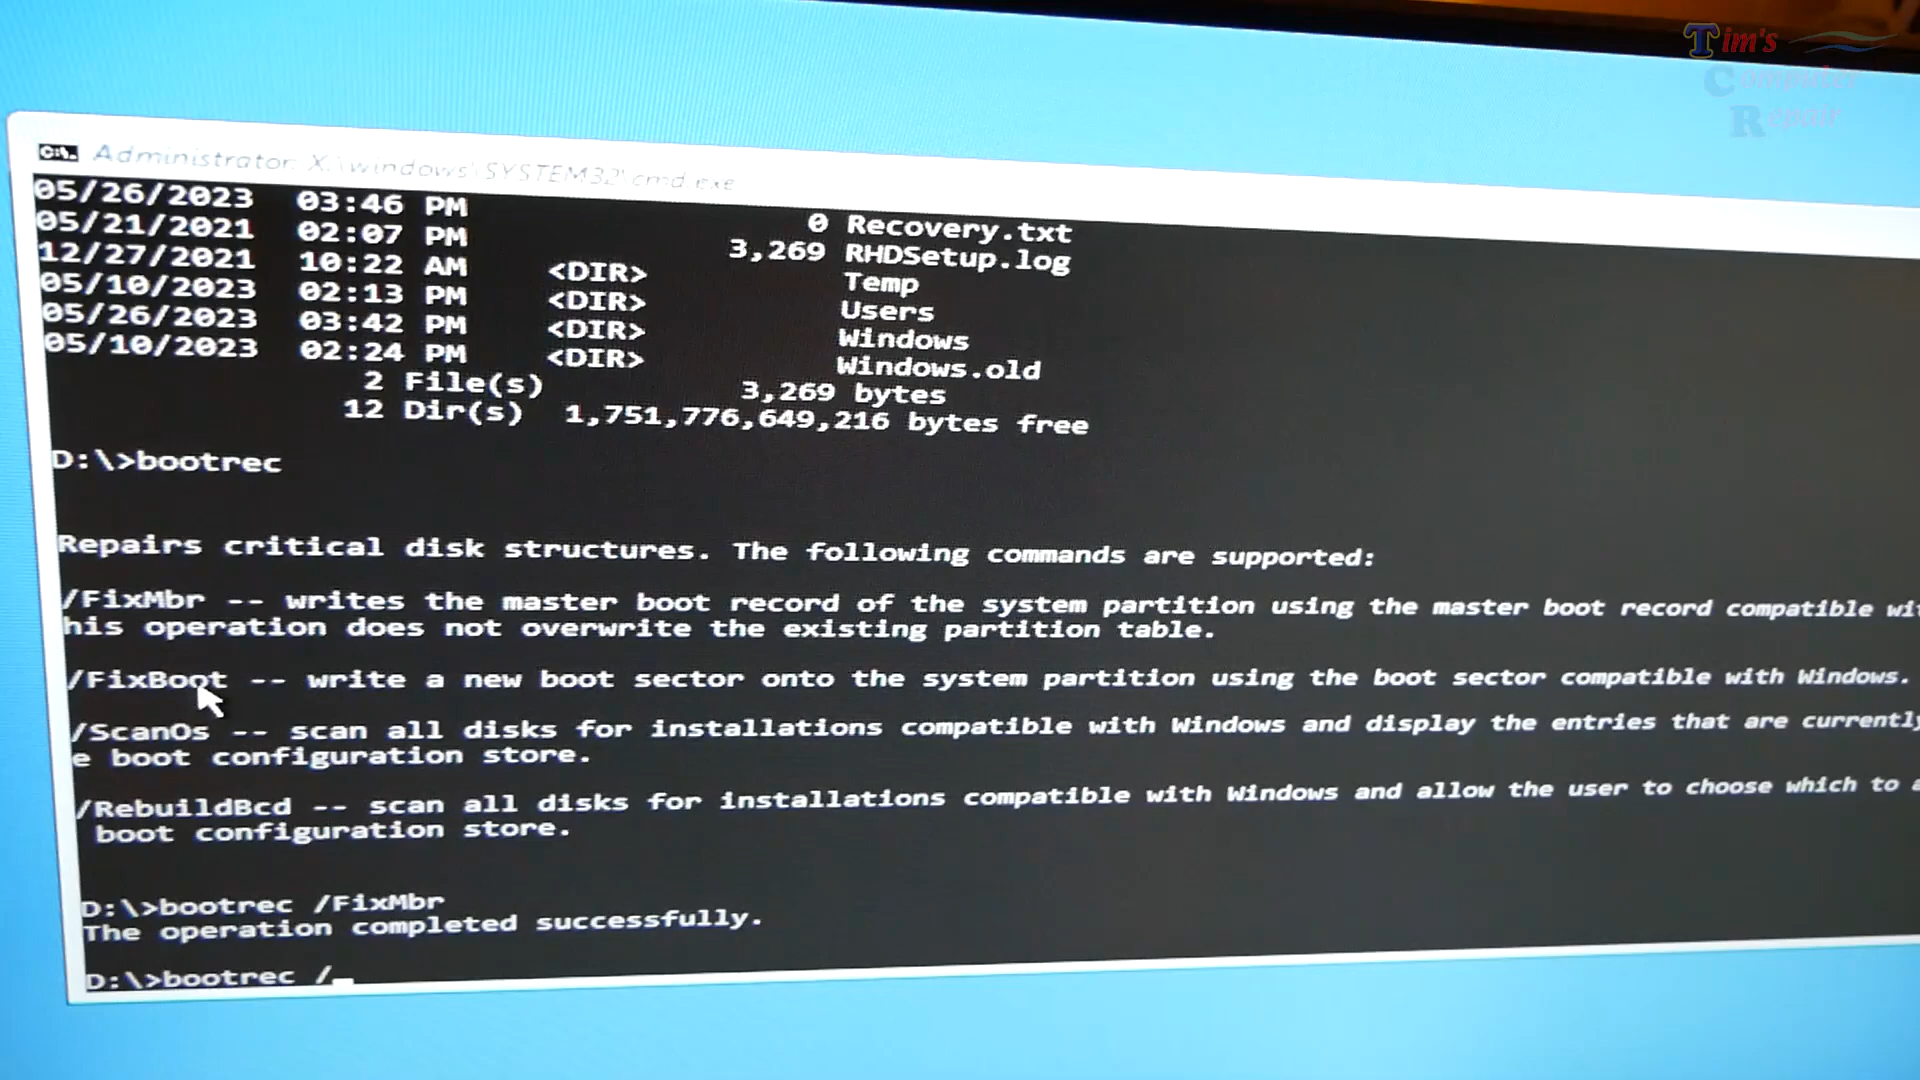 Tim's
Computer
Repair
Administrator: X:\windows\SYSTEM32\cmd.exe
05/26/2023 03:46 PM 0 Recovery.txt
05/21/2021 02:07 PM 3,269 RHDSetup.log
12/27/2021 10:22 AM <DIR> Temp
05/10/2023 02:13 PM <DIR> Users
05/26/2023 03:42 PM <DIR> Windows
05/10/2023 02:24 PM <DIR> Windows.old
2 File(s) 3,269 bytes
12 Dir(s) 1,751,776,649,216 bytes free
D:\>bootrec
Repairs critical disk structures. The following commands are supported:
/FixMbr -- writes the master boot record of the system partition using the master boot record compatible wit
his operation does not overwrite the existing partition table.
/FixBoot -- write a new boot sector onto the system partition using the boot sector compatible with Windows.
/ScanOs -- scan all disks for installations compatible with Windows and display the entries that are currently
e boot configuration store.
/RebuildBcd -- scan all disks for installations compatible with Windows and allow the user to choose which to a
boot configuration store.
D:\>bootrec /FixMbr
The operation completed successfully.
D:\>bootrec /_